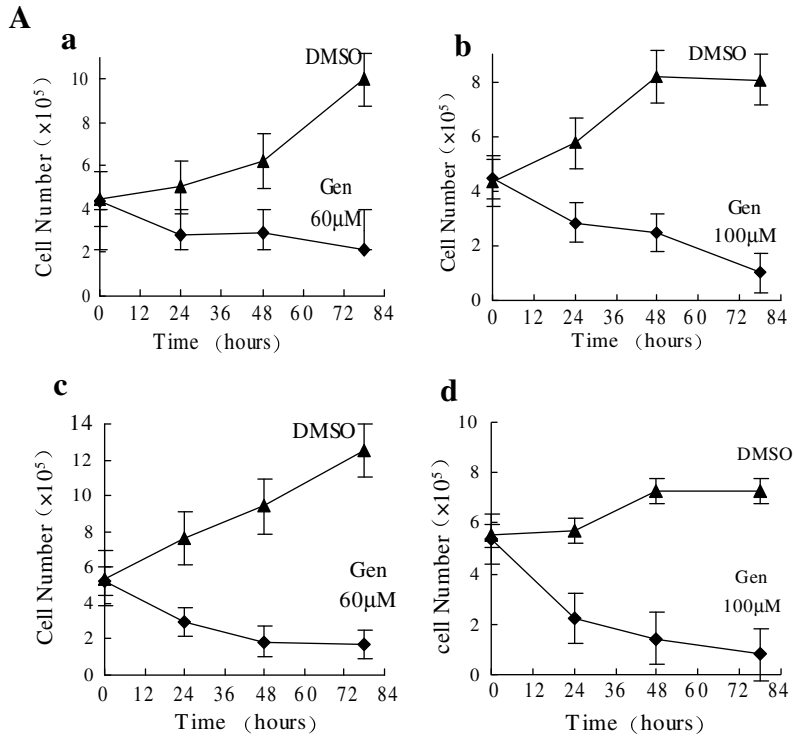 A
a
DMSO
Gen
60μM
Cell Number (×10⁵)
10
8
6
4
2
0
0 12 24 36 48 60 72 84
Time (hours)
b
DMSO
Gen
100μM
Cell Number (×10⁵)
8
6
4
2
0
0 12 24 36 48 60 72 84
Time (hours)
c
DMSO
Gen
60μM
Cell Number (×10⁵)
14
12
10
8
6
4
2
0
0 12 24 36 48 60 72 84
Time (hours)
d
DMSO
Gen
100μM
cell Number (×10⁵)
10
8
6
4
2
0
0 12 24 36 48 60 72 84
Time (hours)